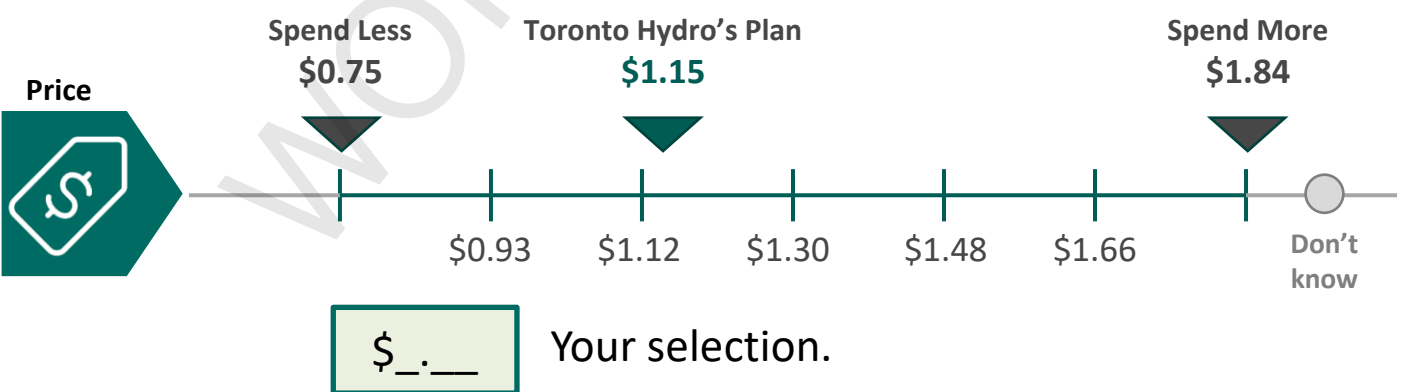 Spend Less
$0.75
Toronto Hydro's Plan
$1.15
Spend More
$1.84
Price
$0.93
$1.12
$1.30
$1.48
$1.66
Don't
know
$_.__
Your selection.